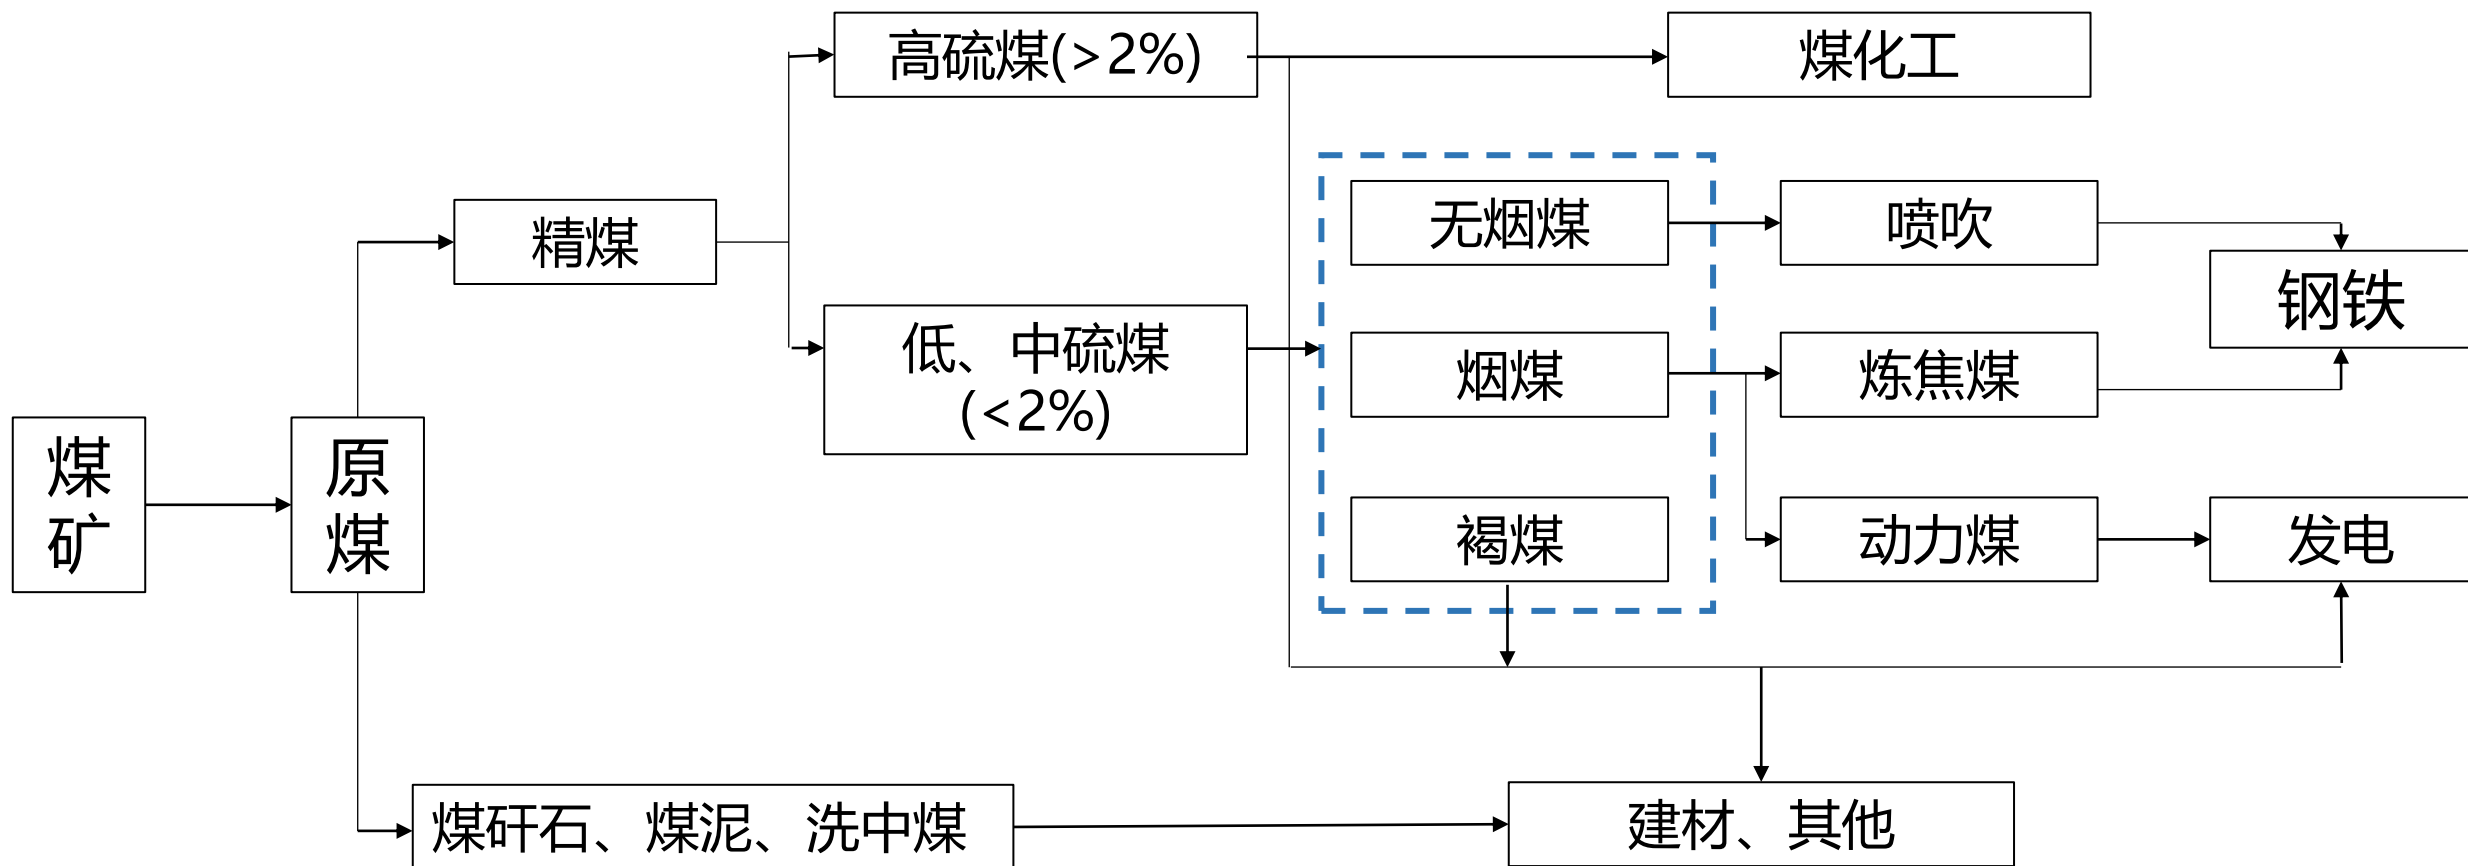 高硫煤(>2%)
煤化工
无烟煤
喷吹
精煤
钢铁
低、中硫煤
(<2%)
烟煤
炼焦煤
煤
矿
原
煤
褐煤
动力煤
发电
煤矸石、煤泥、洗中煤
建材、其他